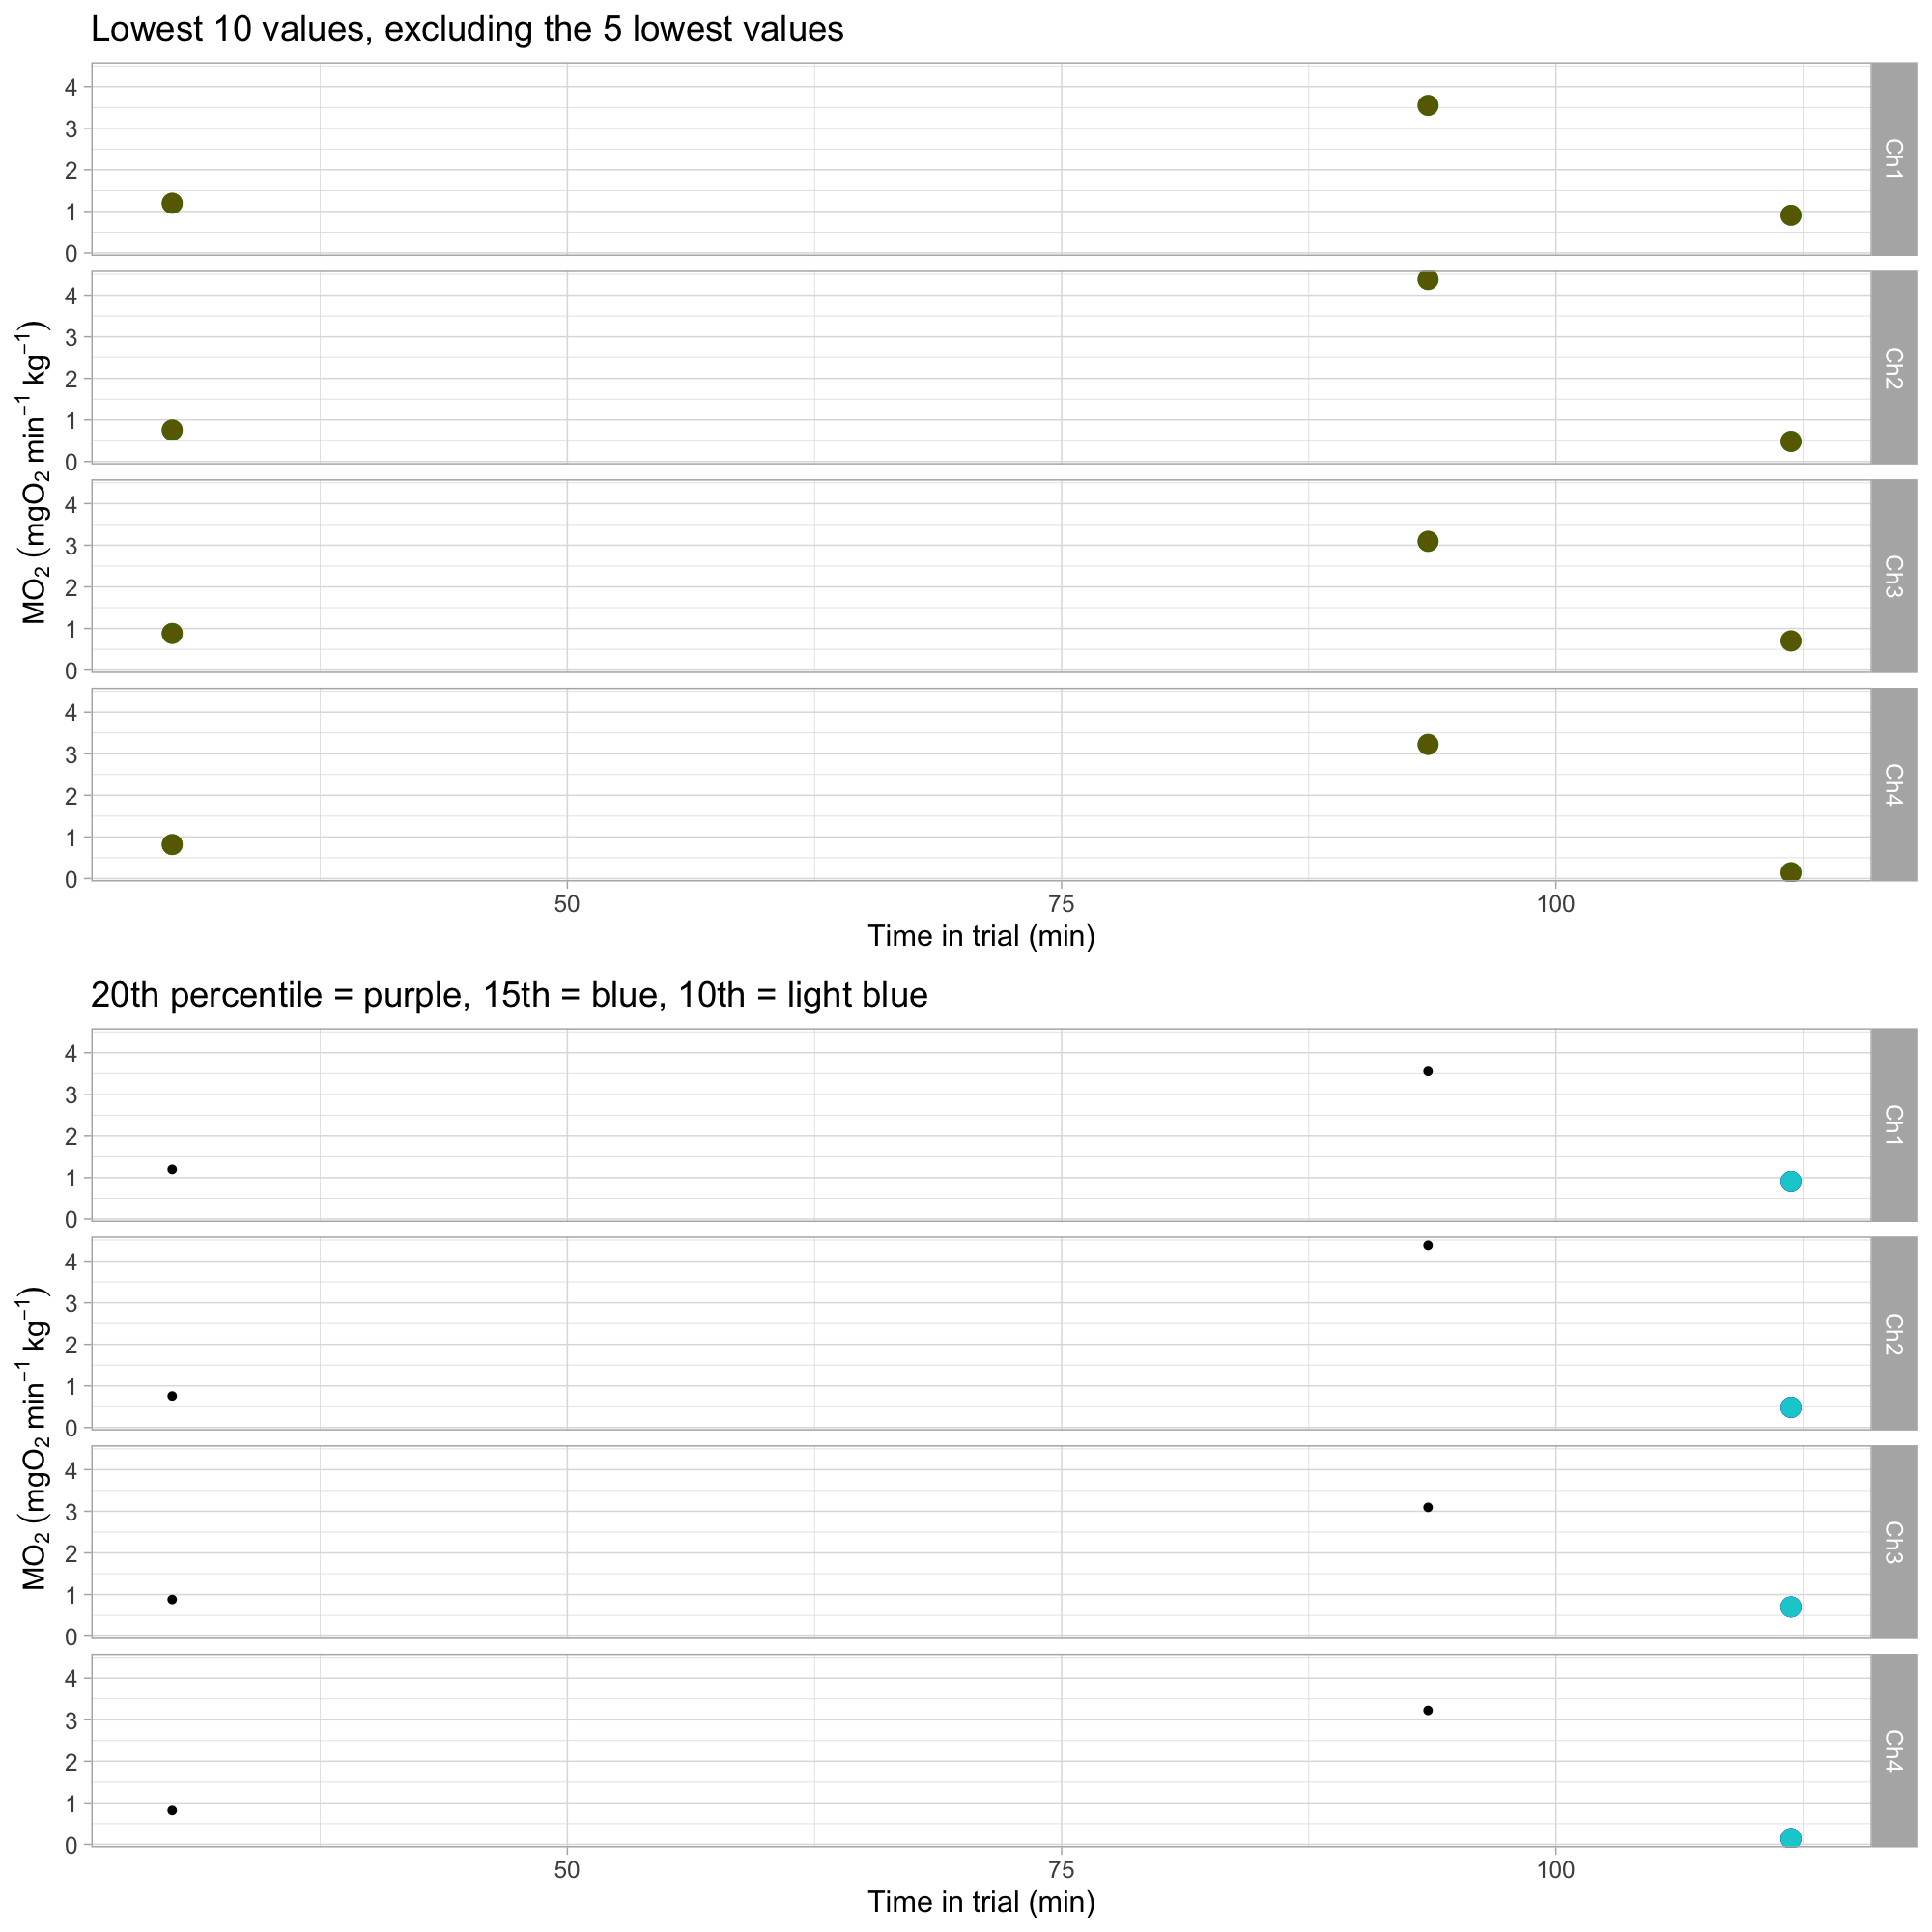 Lowest 10 values, excluding the 5 lowest values
MO₂ (mgO₂ min⁻¹ kg⁻¹)
4
3
2
1
0
Ch1
4
3
2
1
0
Ch2
4
3
2
1
0
Ch3
4
3
2
1
0
Ch4
50 75 100
Time in trial (min)
20th percentile = purple, 15th = blue, 10th = light blue
MO₂ (mgO₂ min⁻¹ kg⁻¹)
4
3
2
1
0
Ch1
4
3
2
1
0
Ch2
4
3
2
1
0
Ch3
4
3
2
1
0
Ch4
50 75 100
Time in trial (min)